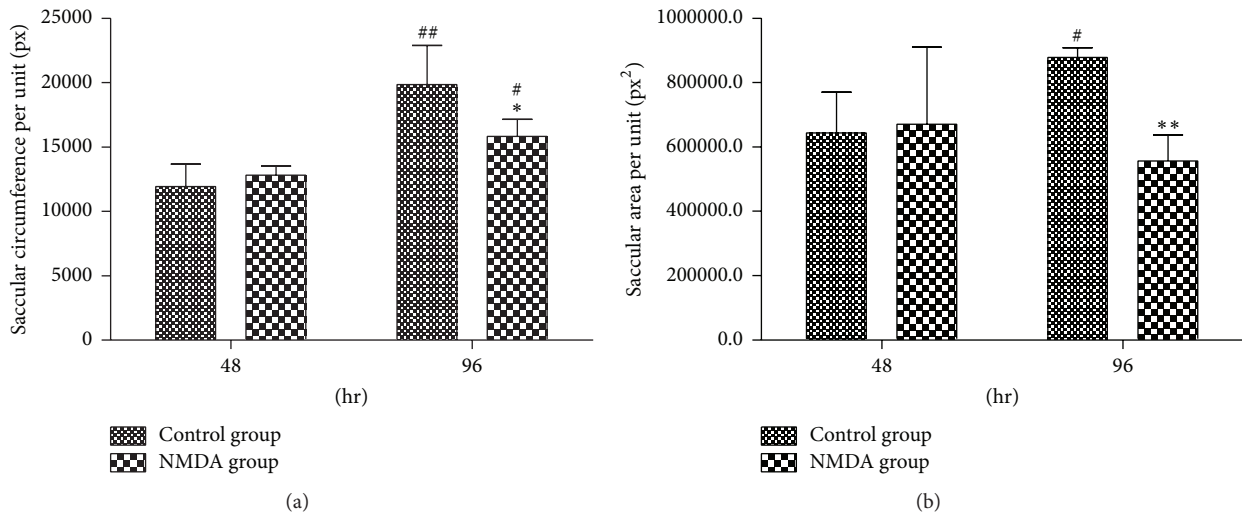 Saccular circumference per unit (px)
25000
20000
15000
10000
5000
0
##
#
*
48
96
(hr)
Control group
NMDA group
(a)
Saccular area per unit (px²)
1000000.0
800000.0
600000.0
400000.0
200000.0
0.0
#
**
48
96
(hr)
Control group
NMDA group
(b)